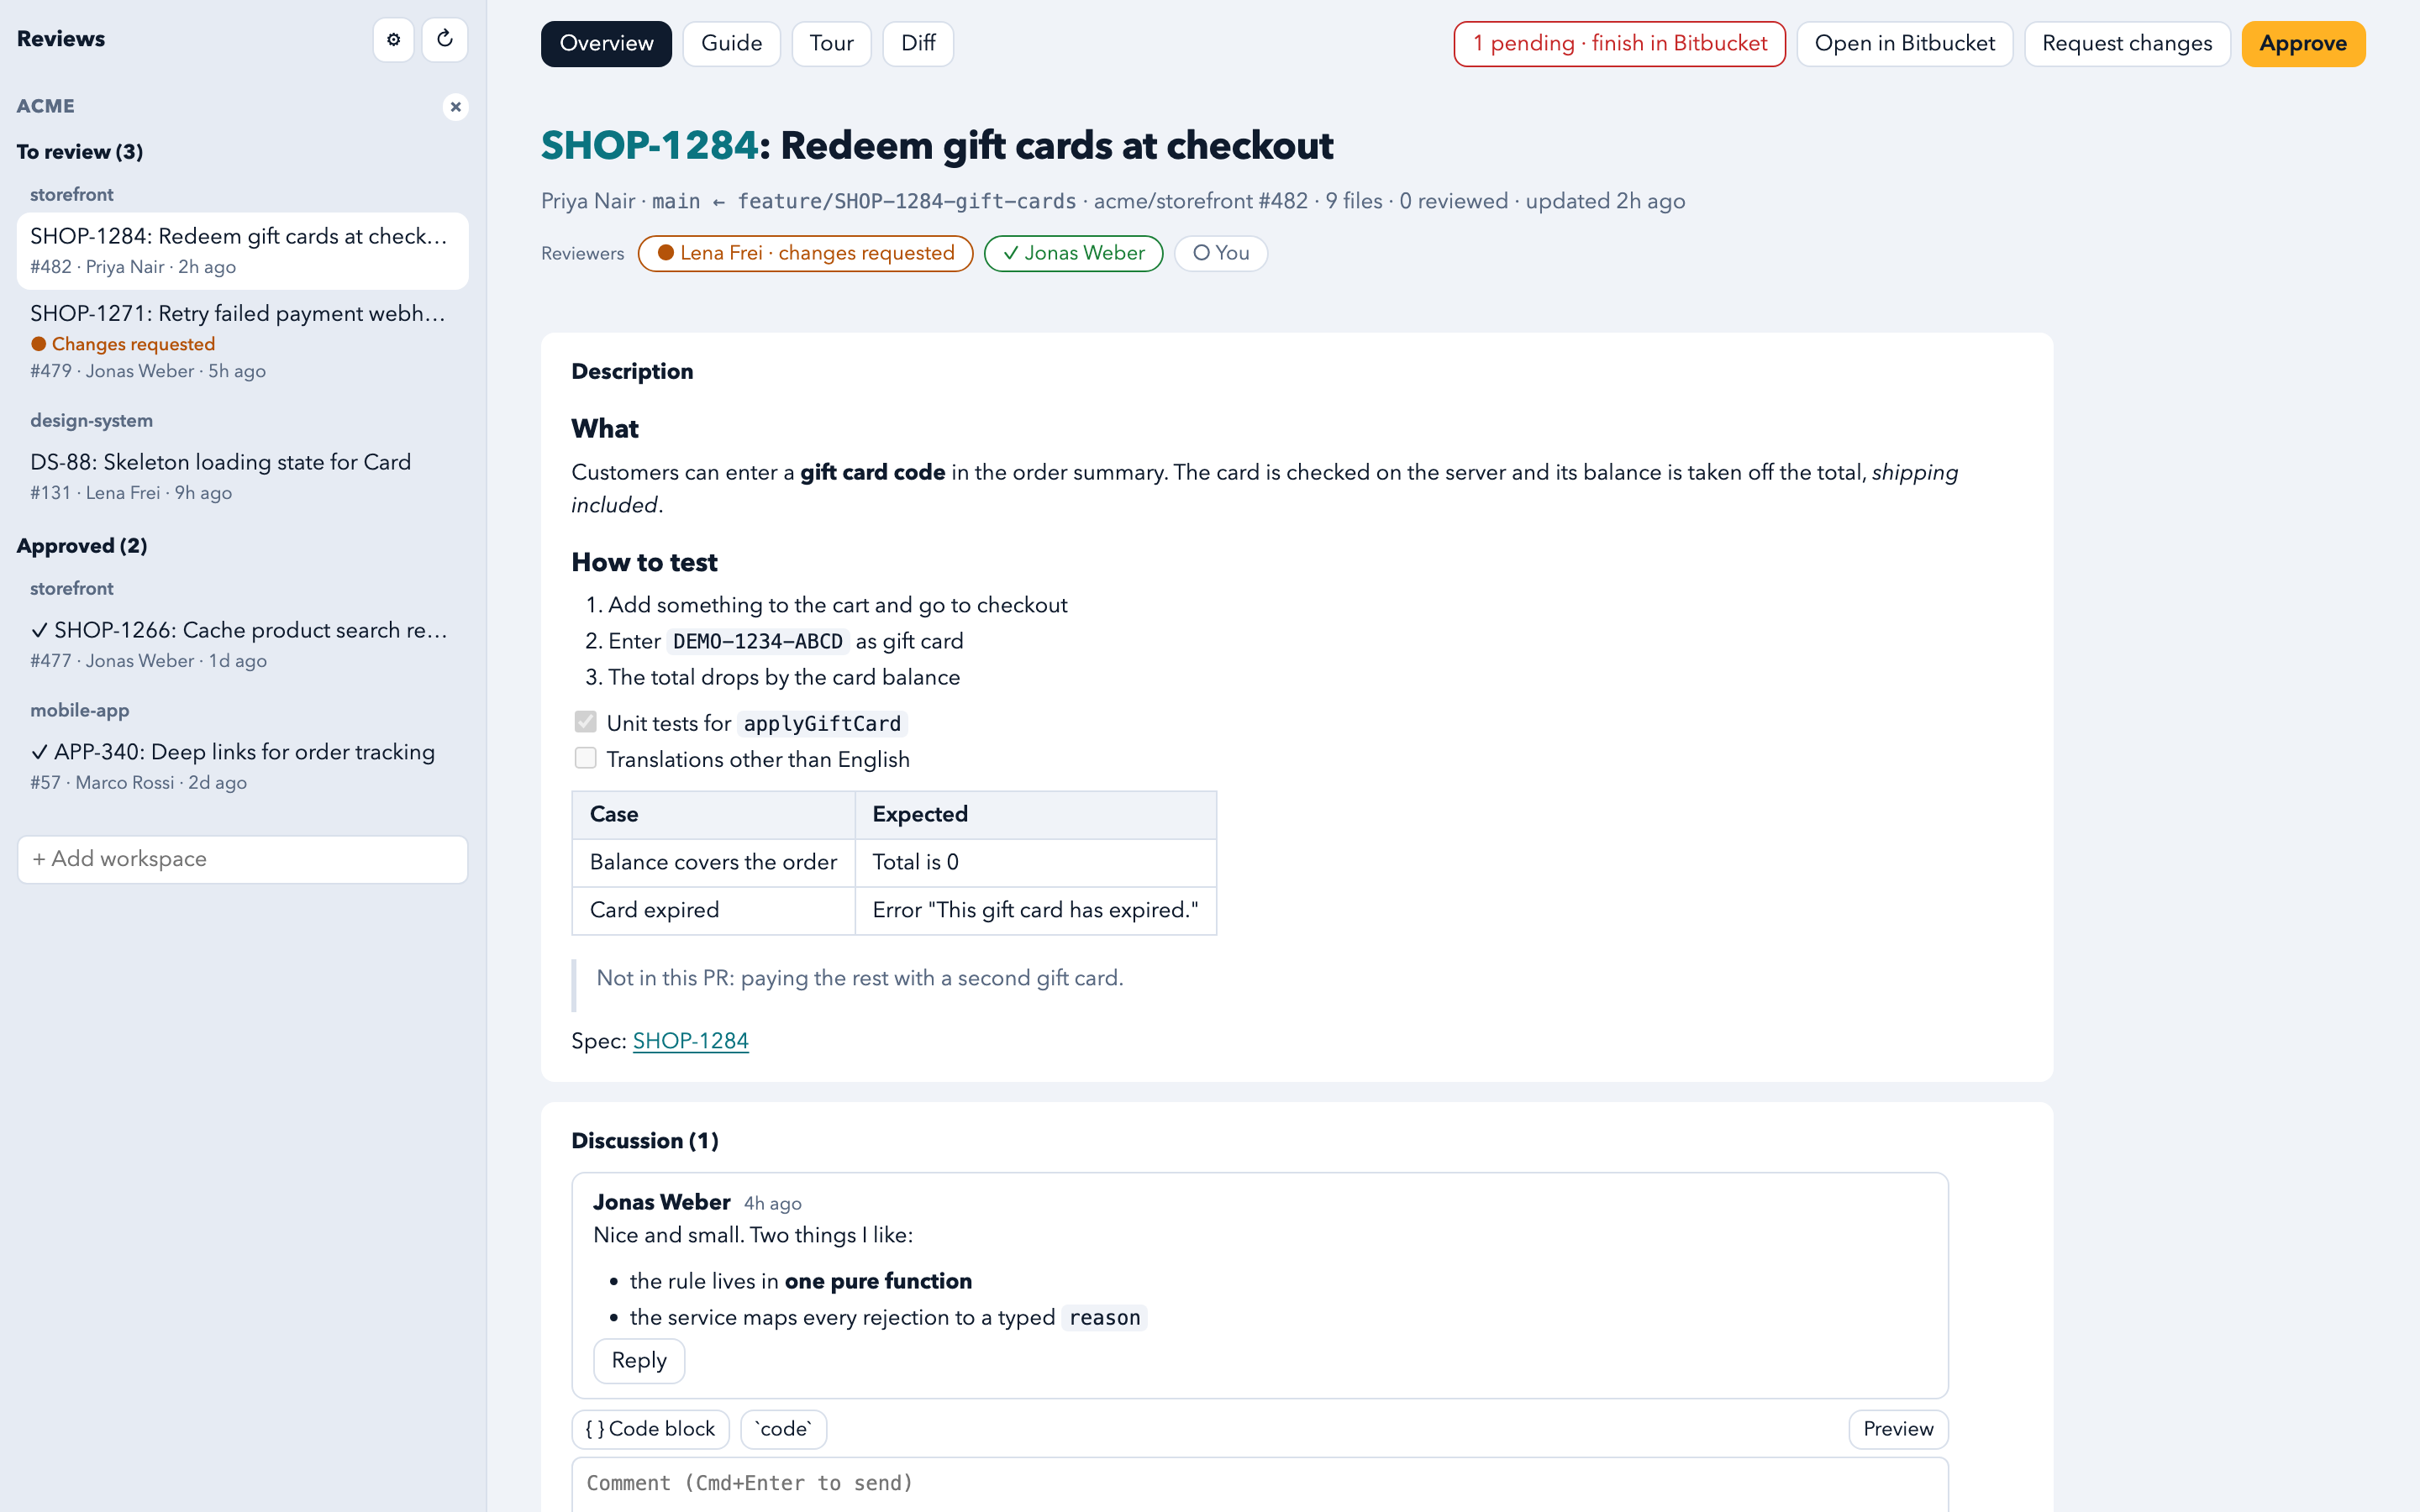 Reviews
ACME
To review (3)
storefront
SHOP-1284: Redeem gift cards at check…
#482 · Priya Nair · 2h ago
SHOP-1271: Retry failed payment webh…
Changes requested
#479 · Jonas Weber · 5h ago
design-system
DS-88: Skeleton loading state for Card
#131 · Lena Frei · 9h ago
Approved (2)
storefront
✓ SHOP-1266: Cache product search re…
#477 · Jonas Weber · 1d ago
mobile-app
✓ APP-340: Deep links for order tracking
#57 · Marco Rossi · 2d ago
+ Add workspace
Overview Guide Tour Diff
1 pending · finish in Bitbucket Open in Bitbucket Request changes Approve
SHOP-1284: Redeem gift cards at checkout
Priya Nair · main ← feature/SHOP-1284-gift-cards · acme/storefront #482 · 9 files · 0 reviewed · updated 2h ago
Reviewers Lena Frei · changes requested ✓ Jonas Weber You
Description
What
Customers can enter a gift card code in the order summary. The card is checked on the server and its balance is taken off the total, shipping
included.
How to test
1. Add something to the cart and go to checkout
2. Enter DEMO-1234-ABCD as gift card
3. The total drops by the card balance
Unit tests for applyGiftCard
Translations other than English
Case Expected
Balance covers the order Total is 0
Card expired Error "This gift card has expired."
Not in this PR: paying the rest with a second gift card.
Spec: SHOP-1284
Discussion (1)
Jonas Weber 4h ago
Nice and small. Two things I like:
• the rule lives in one pure function
• the service maps every rejection to a typed reason
Reply
{ } Code block `code` Preview
Comment (Cmd+Enter to send)